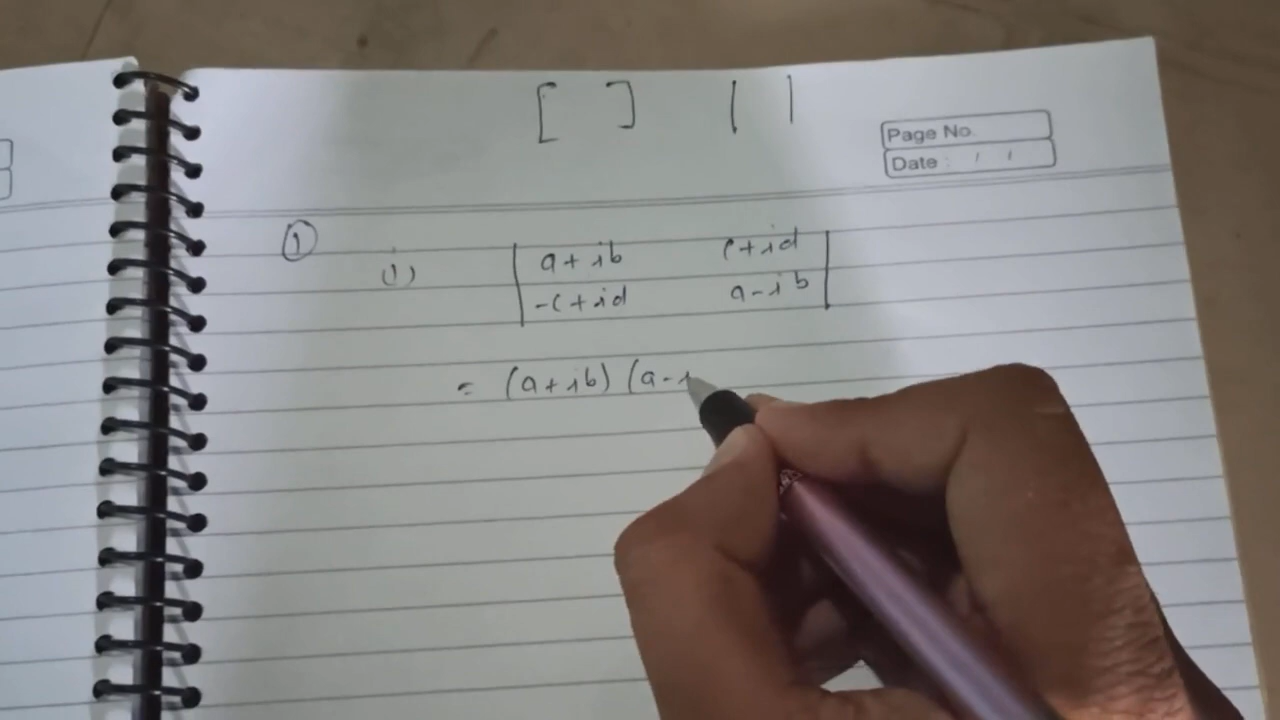 [ ] | |
Page No.
Date : / /
① (i) | a+ib c+id |
| -c+id a-ib |
= (a+ib) (a-i